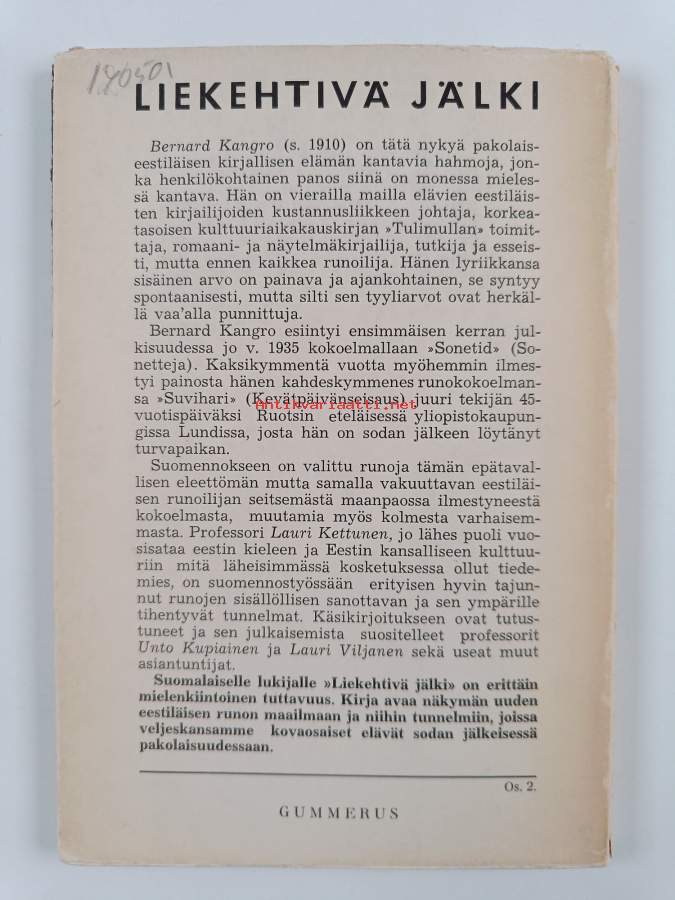 190501
LIEKEHTIVÄ JÄLKI
Bernard Kangro (s. 1910) on tätä nykyä pakolais-
eestiläisen kirjallisen elämän kantavia hahmoja, jon-
ka henkilökohtainen panos siinä on monessa mieles-
sä kantava. Hän on vierailla mailla elävien eestiläis-
ten kirjailijoiden kustannusliikkeen johtaja, korkea-
tasoisen kulttuuriaikakauskirjan »Tulimullan» toimit-
taja, romaani- ja näytelmäkirjailija, tutkija ja esseis-
ti, mutta ennen kaikkea runoilija. Hänen lyriikkansa
sisäinen arvo on painava ja ajankohtainen, se syntyy
spontaanisesti, mutta silti sen tyyliarvot ovat herkäl-
lä vaa'alla punnittuja.
Bernard Kangro esiintyi ensimmäisen kerran jul-
kisuudessa jo v. 1935 kokoelmallaan »Sonetid» (So-
netteja). Kaksikymmentä vuotta myöhemmin ilmes-
tyi painosta hänen kahdeskymmenes runokokoelman-
sa »Suvihari» (Kevätpäivänseisaus) juuri tekijän 45-
vuotispäiväksi Ruotsin eteläisessä yliopistokaupun-
gissa Lundissa, josta hän on sodan jälkeen löytänyt
turvapaikan.
Suomennokseen on valittu runoja tämän epätaval-
lisen eleettömän mutta samalla vakuuttavan eestiläi-
sen runoilijan seitsemästä maanpaossa ilmestyneestä
kokoelmasta, muutamia myös kolmesta varhaisem-
masta. Professori Lauri Kettunen, jo lähes puoli vuo-
sisataa eestin kieleen ja Eestin kansalliseen kulttuu-
riin mitä läheisimmässä kosketuksessa ollut tiede-
mies, on suomennostyössään erityisen hyvin tajun-
nut runojen sisällöllisen sanottavan ja sen ympärille
tihentyvät tunnelmat. Käsikirjoitukseen ovat tutus-
tuneet ja sen julkaisemista suositelleet professorit
Unto Kupiainen ja Lauri Viljanen sekä useat muut
asiantuntijat.
Suomalaiselle lukijalle »Liekehtivä jälki» on erittäin
mielenkiintoinen tuttavuus. Kirja avaa näkymän uuden
eestiläisen runon maailmaan ja niihin tunnelmiin, joissa
veljeskansamme kovaosaiset elävät sodan jälkeisessä
pakolaisuudessaan.
Os. 2.
GUMMERUS
Antikvariaatti.net